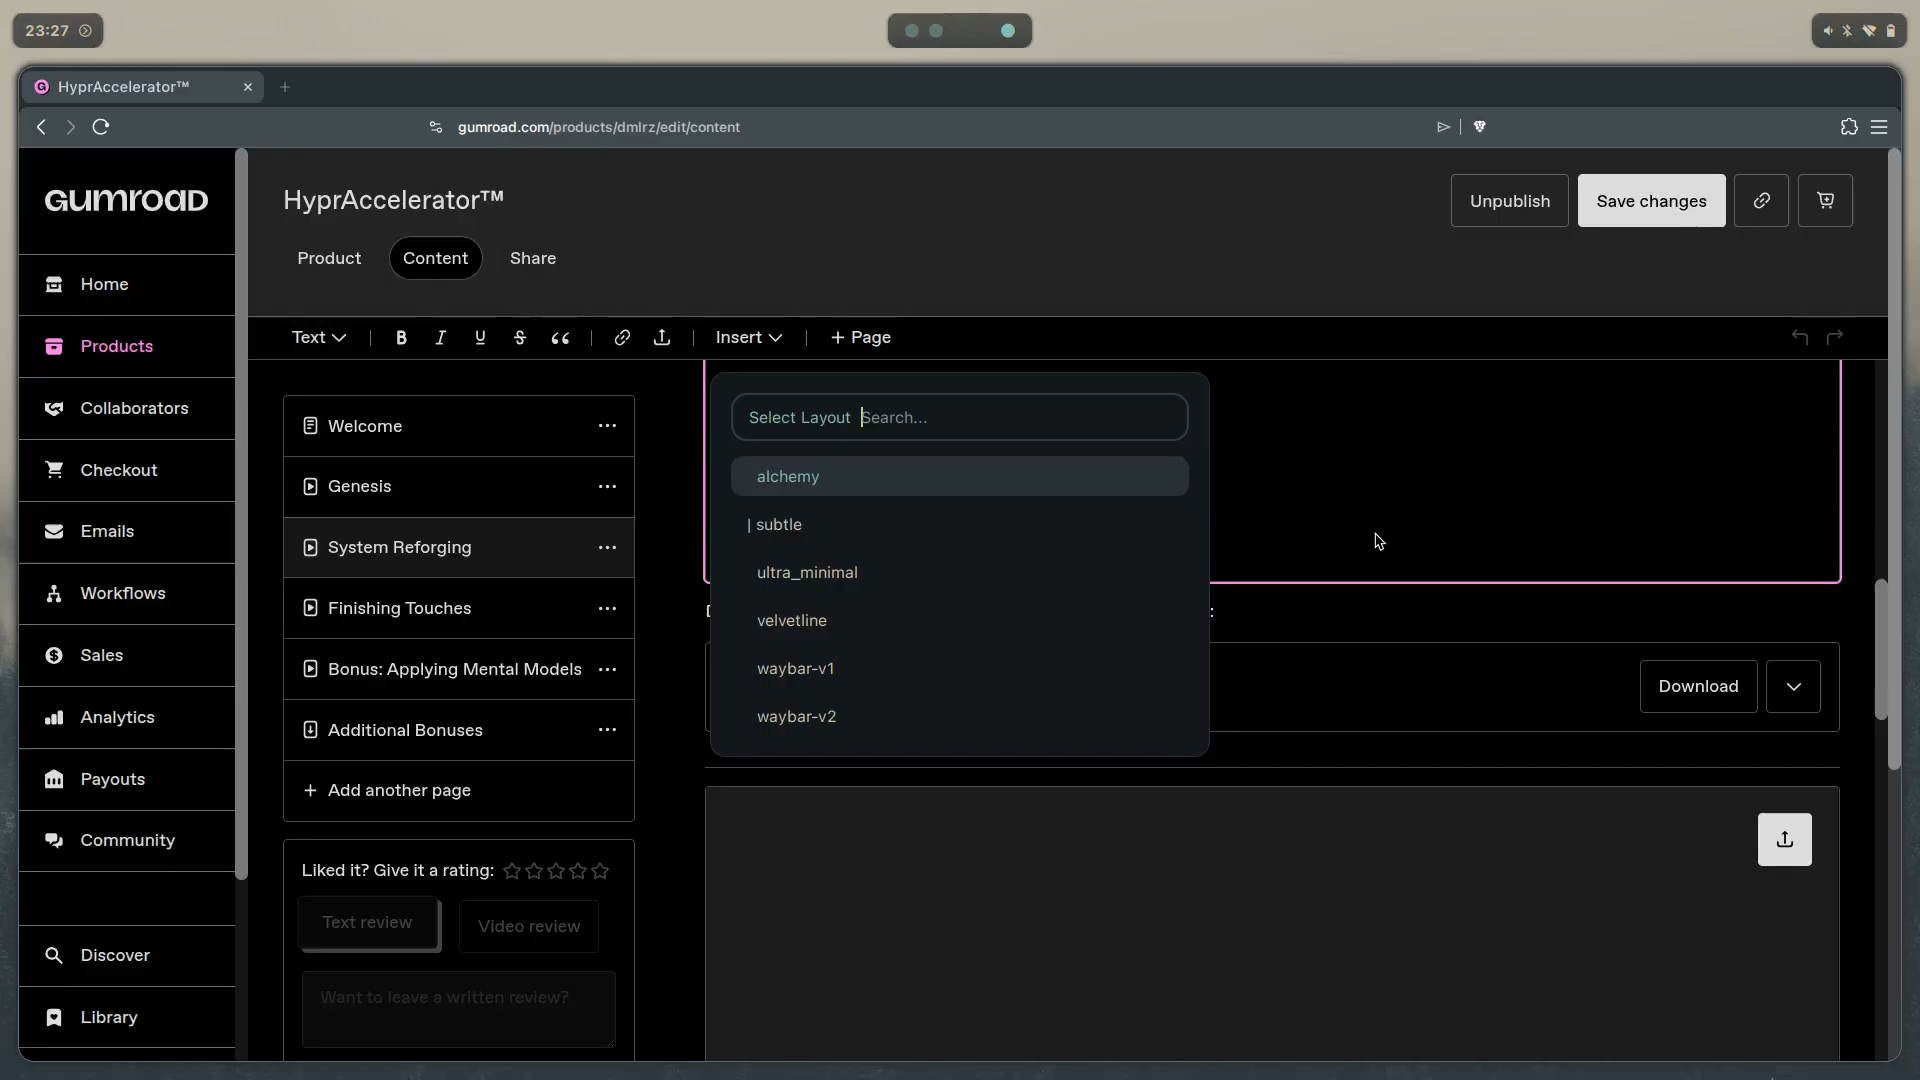 23:27
HyprAccelerator™
gumroad.com/products/dmlrz/edit/content
GUMROAD
HyprAccelerator™
Unpublish
Save changes
Product
Content
Share
Home
Products
Collaborators
Checkout
Emails
Workflows
Sales
Analytics
Payouts
Community
Discover
Library
Text
B
I
U
S
Insert
+ Page
Welcome
Genesis
System Reforging
Finishing Touches
Bonus: Applying Mental Models
Additional Bonuses
+ Add another page
Liked it? Give it a rating:
Text review
Video review
Want to leave a written review?
Select Layout Search...
alchemy
| subtle
ultra_minimal
velvetline
waybar-v1
waybar-v2
Download